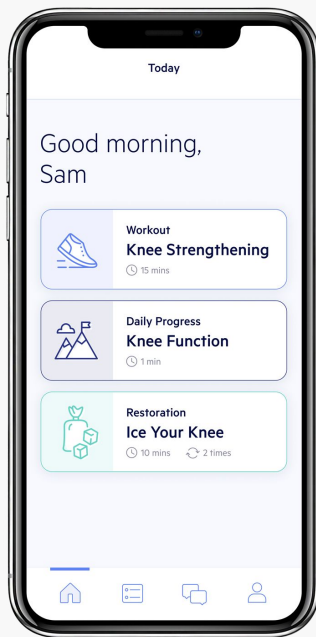 Today
Good morning,
Sam
Workout
Knee Strengthening
15 mins
Daily Progress
Knee Function
1 min
Restoration
Ice Your Knee
10 mins 2 times